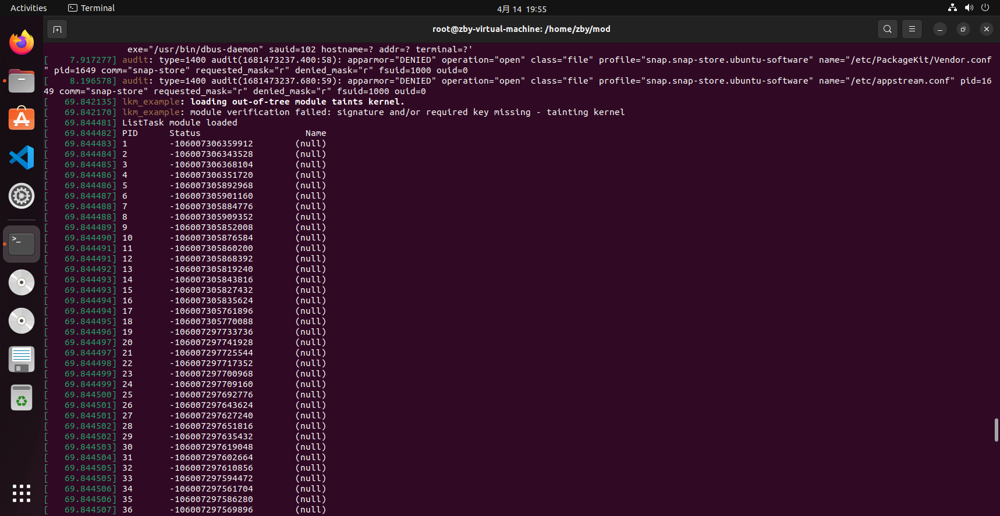 Activities
Terminal
4月 14 19:55
root@zby-virtual-machine: /home/zby/mod
exe="/usr/bin/dbus-daemon" sauid=102 hostname=? addr=? terminal=?'
[    7.917277] audit: type=1400 audit(1681473237.400:58): apparmor="DENIED" operation="open" class="file" profile="snap.snap-store.ubuntu-software" name="/etc/PackageKit/Vendor.conf
" pid=1649 comm="snap-store" requested_mask="r" denied_mask="r" fsuid=1000 ouid=0
[    8.196578] audit: type=1400 audit(1681473237.680:59): apparmor="DENIED" operation="open" class="file" profile="snap.snap-store.ubuntu-software" name="/etc/appstream.conf" pid=16
49 comm="snap-store" requested_mask="r" denied_mask="r" fsuid=1000 ouid=0
[   69.842135] lkm_example: loading out-of-tree module taints kernel.
[   69.842170] lkm_example: module verification failed: signature and/or required key missing - tainting kernel
[   69.844481] ListTask module loaded
[   69.844482] PID      Status                    Name
[   69.844483] 1        -106007306359912        (null)
[   69.844484] 2        -106007306343528        (null)
[   69.844485] 3        -106007306368104        (null)
[   69.844486] 4        -106007306351720        (null)
[   69.844486] 5        -106007305892968        (null)
[   69.844487] 6        -106007305901160        (null)
[   69.844488] 7        -106007305884776        (null)
[   69.844488] 8        -106007305909352        (null)
[   69.844489] 9        -106007305852008        (null)
[   69.844490] 10       -106007305876584        (null)
[   69.844491] 11       -106007305860200        (null)
[   69.844491] 12       -106007305868392        (null)
[   69.844492] 13       -106007305819240        (null)
[   69.844493] 14       -106007305843816        (null)
[   69.844493] 15       -106007305827432        (null)
[   69.844494] 16       -106007305835624        (null)
[   69.844494] 17       -106007305761896        (null)
[   69.844495] 18       -106007305770088        (null)
[   69.844496] 19       -106007297733736        (null)
[   69.844497] 20       -106007297741928        (null)
[   69.844497] 21       -106007297725544        (null)
[   69.844498] 22       -106007297717352        (null)
[   69.844499] 23       -106007297700968        (null)
[   69.844499] 24       -106007297709160        (null)
[   69.844500] 25       -106007297692776        (null)
[   69.844501] 26       -106007297643624        (null)
[   69.844501] 27       -106007297627240        (null)
[   69.844502] 28       -106007297651816        (null)
[   69.844502] 29       -106007297635432        (null)
[   69.844503] 30       -106007297619048        (null)
[   69.844504] 31       -106007297602664        (null)
[   69.844505] 32       -106007297610856        (null)
[   69.844505] 33       -106007297594472        (null)
[   69.844506] 34       -106007297561704        (null)
[   69.844506] 35       -106007297586280        (null)
[   69.844507] 36       -106007297569896        (null)